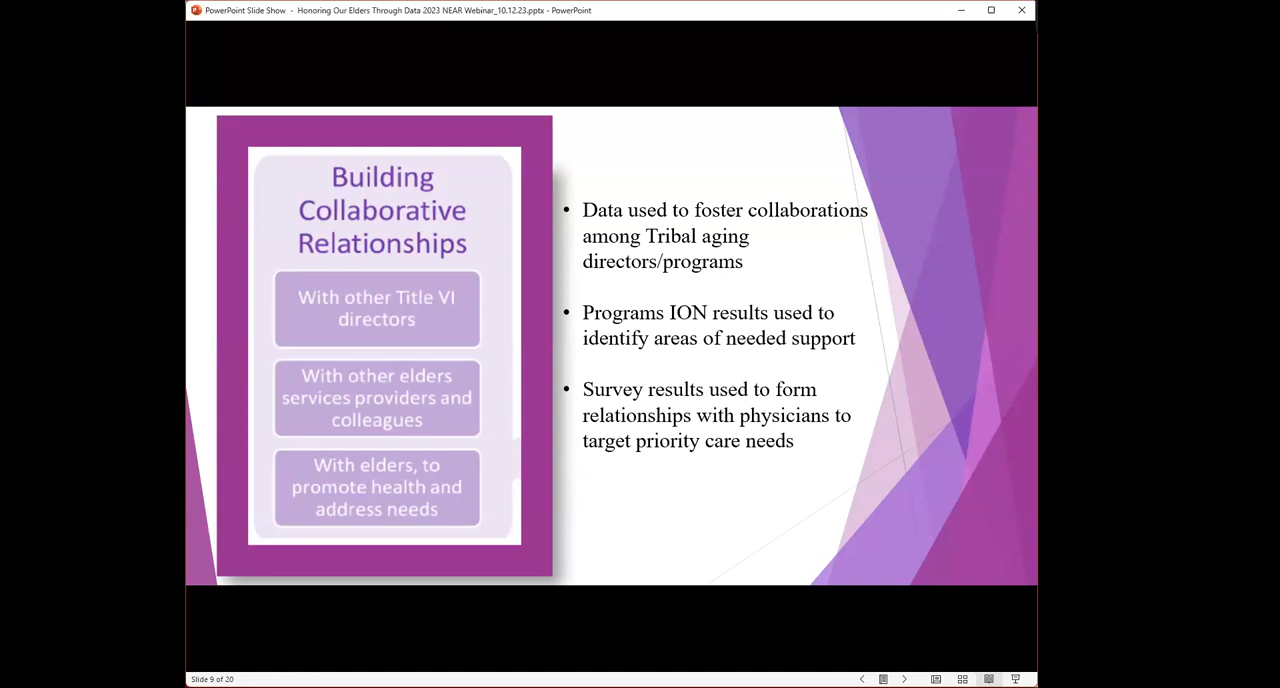 PowerPoint Slide Show - Honoring Our Elders Through Data 2023 NEAR Webinar_10.12.23.pptx - PowerPoint
Building
Collaborative
Relationships
With other Title VI
directors
With other elders
services providers and
colleagues
With elders, to
promote health and
address needs
• Data used to foster collaborations
among Tribal aging
directors/programs
• Programs ION results used to
identify areas of needed support
• Survey results used to form
relationships with physicians to
target priority care needs
Slide 9 of 20